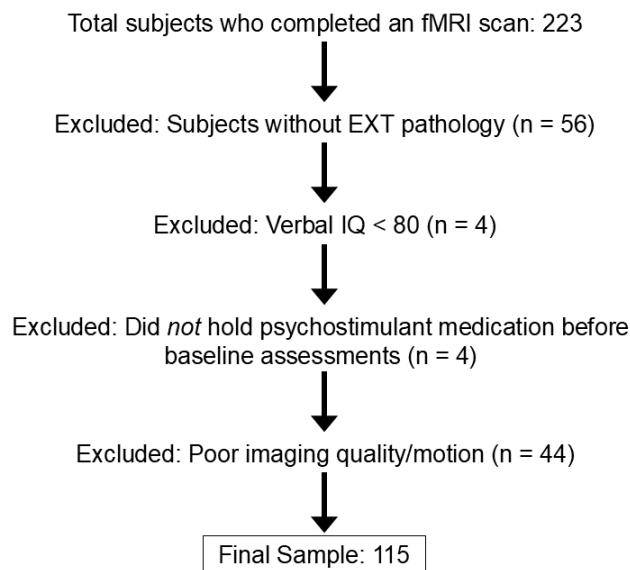 Total subjects who completed an fMRI scan: 223
Excluded: Subjects without EXT pathology (n = 56)
Excluded: Verbal IQ < 80 (n = 4)
Excluded: Did not hold psychostimulant medication before
baseline assessments (n = 4)
Excluded: Poor imaging quality/motion (n = 44)
Final Sample: 115